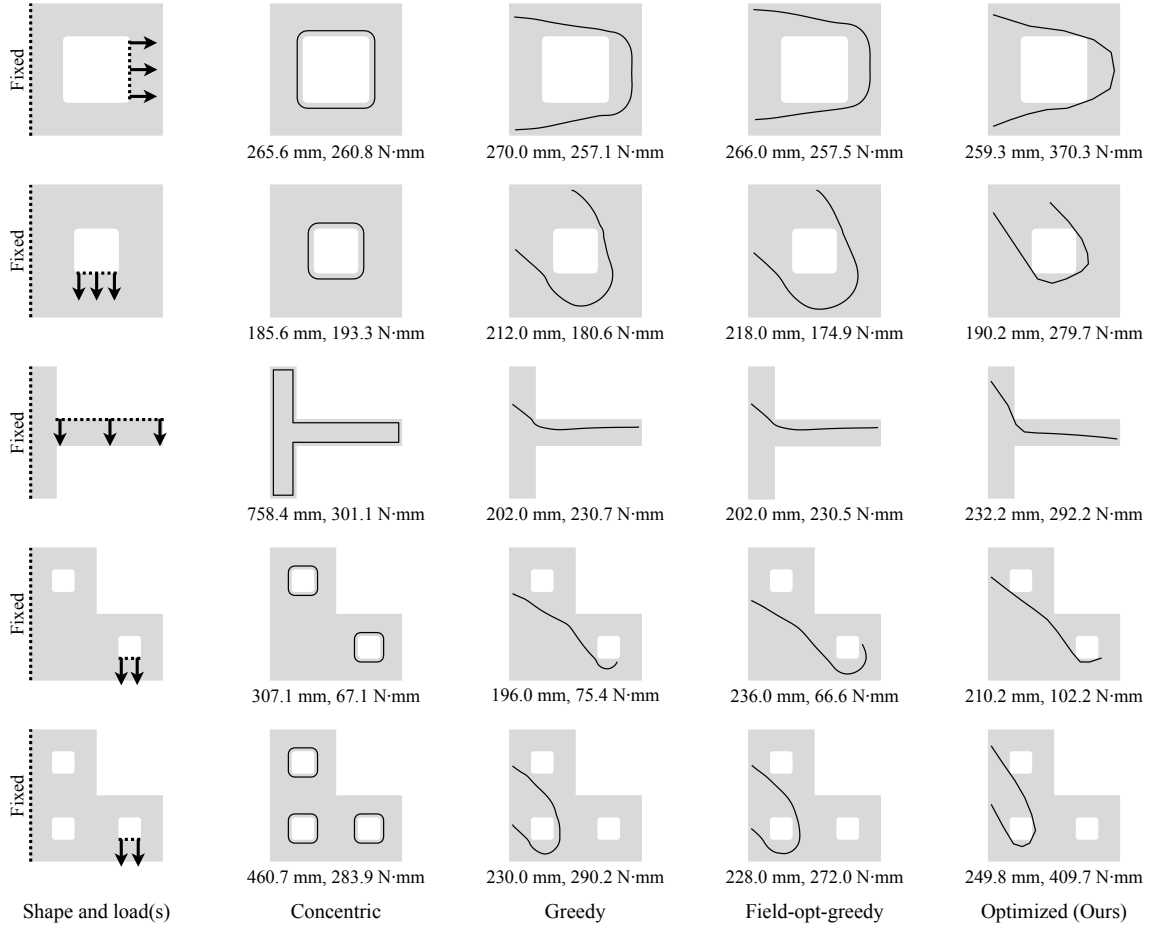 Fixed
265.6 mm, 260.8 N·mm
270.0 mm, 257.1 N·mm
266.0 mm, 257.5 N·mm
259.3 mm, 370.3 N·mm
Fixed
185.6 mm, 193.3 N·mm
212.0 mm, 180.6 N·mm
218.0 mm, 174.9 N·mm
190.2 mm, 279.7 N·mm
Fixed
758.4 mm, 301.1 N·mm
202.0 mm, 230.7 N·mm
202.0 mm, 230.5 N·mm
232.2 mm, 292.2 N·mm
Fixed
307.1 mm, 67.1 N·mm
196.0 mm, 75.4 N·mm
236.0 mm, 66.6 N·mm
210.2 mm, 102.2 N·mm
Fixed
460.7 mm, 283.9 N·mm
230.0 mm, 290.2 N·mm
228.0 mm, 272.0 N·mm
249.8 mm, 409.7 N·mm
Shape and load(s)
Concentric
Greedy
Field-opt-greedy
Optimized (Ours)